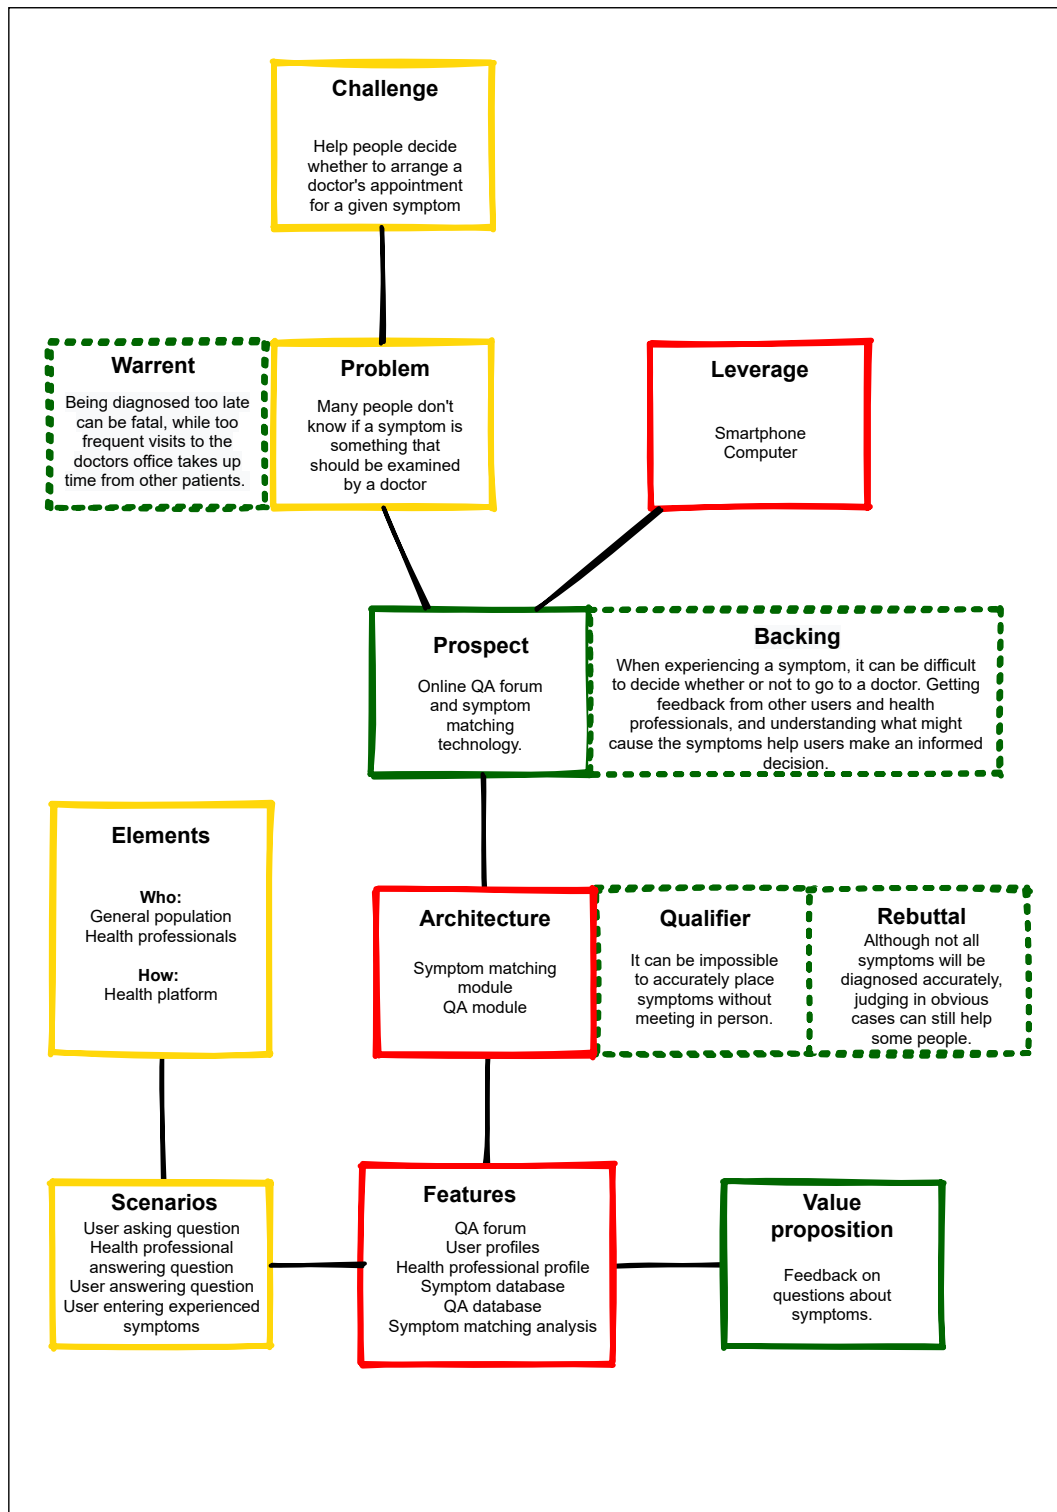 Challenge
Help people decide
whether to arrange a
doctor's appointment
for a given symptom
Warrent
Being diagnosed too late
can be fatal, while too
frequent visits to the
doctors office takes up
time from other patients.
Problem
Many people don't
know if a symptom is
something that
should be examined
by a doctor
Leverage
Smartphone
Computer
Prospect
Online QA forum
and symptom
matching
technology.
Backing
When experiencing a symptom, it can be difficult
to decide whether or not to go to a doctor. Getting
feedback from other users and health
professionals, and understanding what might
cause the symptoms help users make an informed
decision.
Elements
Who:
General population
Health professionals
How:
Health platform
Architecture
Symptom matching
module
QA module
Qualifier
It can be impossible
to accurately place
symptoms without
meeting in person.
Rebuttal
Although not all
symptoms will be
diagnosed accurately,
judging in obvious
cases can still help
some people.
Scenarios
User asking question
Health professional
answering question
User answering question
User entering experienced
symptoms
Features
QA forum
User profiles
Health professional profile
Symptom database
QA database
Symptom matching analysis
Value
proposition
Feedback on
questions about
symptoms.